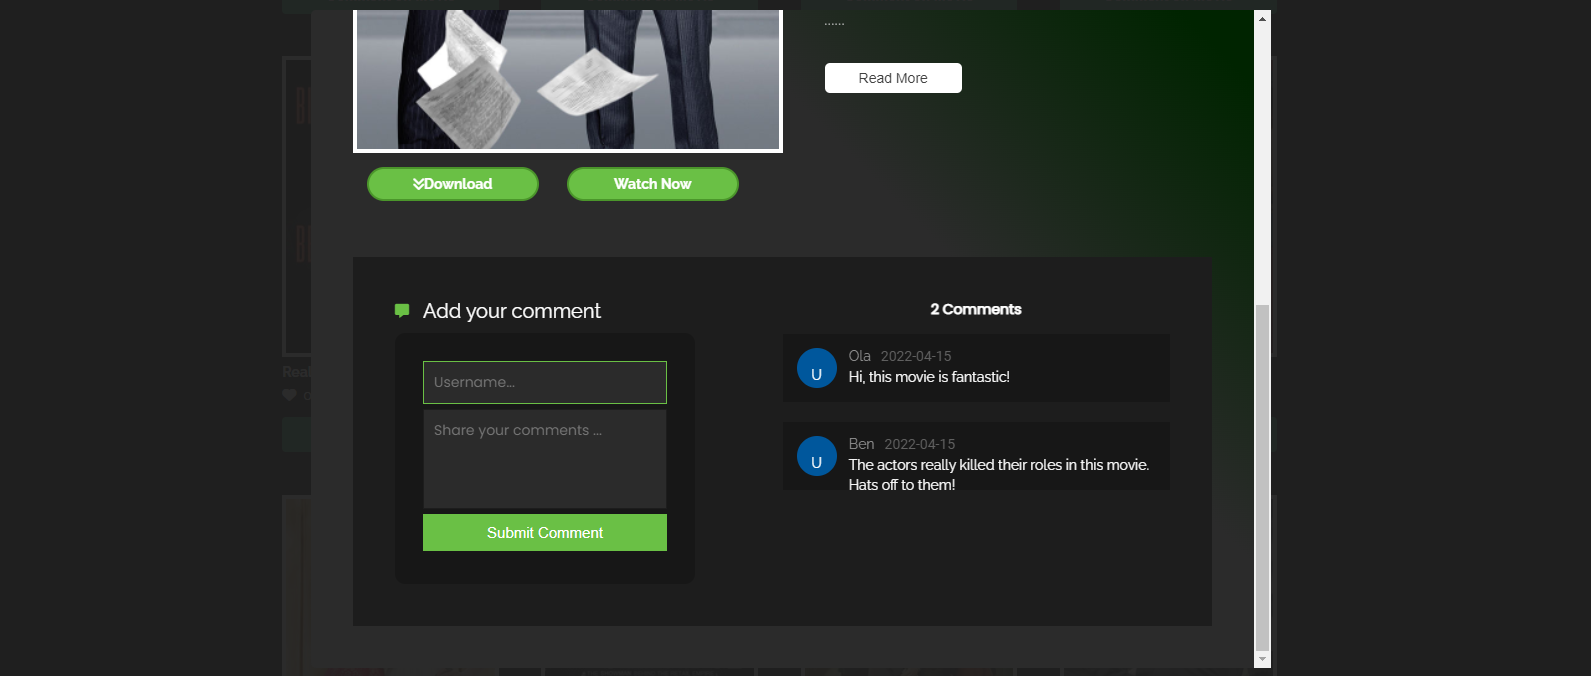 ......
Read More
Download
Watch Now
Add your comment
Username...
Share your comments ...
Submit Comment
2 Comments
U
Ola 2022-04-15
Hi, this movie is fantastic!
U
Ben 2022-04-15
The actors really killed their roles in this movie.
Hats off to them!